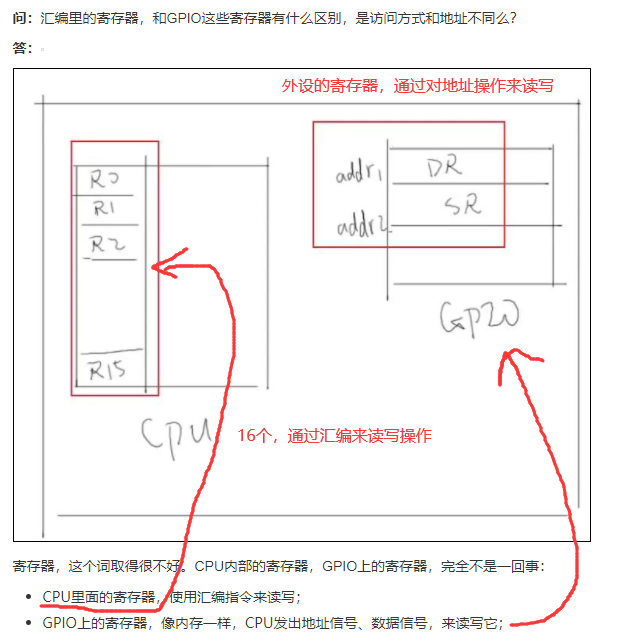 问：汇编里的寄存器，和GPIO这些寄存器有什么区别，是访问方式和地址不同么？
答：
外设的寄存器，通过对地址操作来读写
R0
R1
R2
R15
CPU
addr1 DR
addr2 SR
GPIO
16个，通过汇编来读写操作
寄存器，这个词取得很不好。CPU内部的寄存器，GPIO上的寄存器，完全不是一回事：
• CPU里面的寄存器，使用汇编指令来读写；
• GPIO上的寄存器，像内存一样，CPU发出地址信号、数据信号，来读写它；